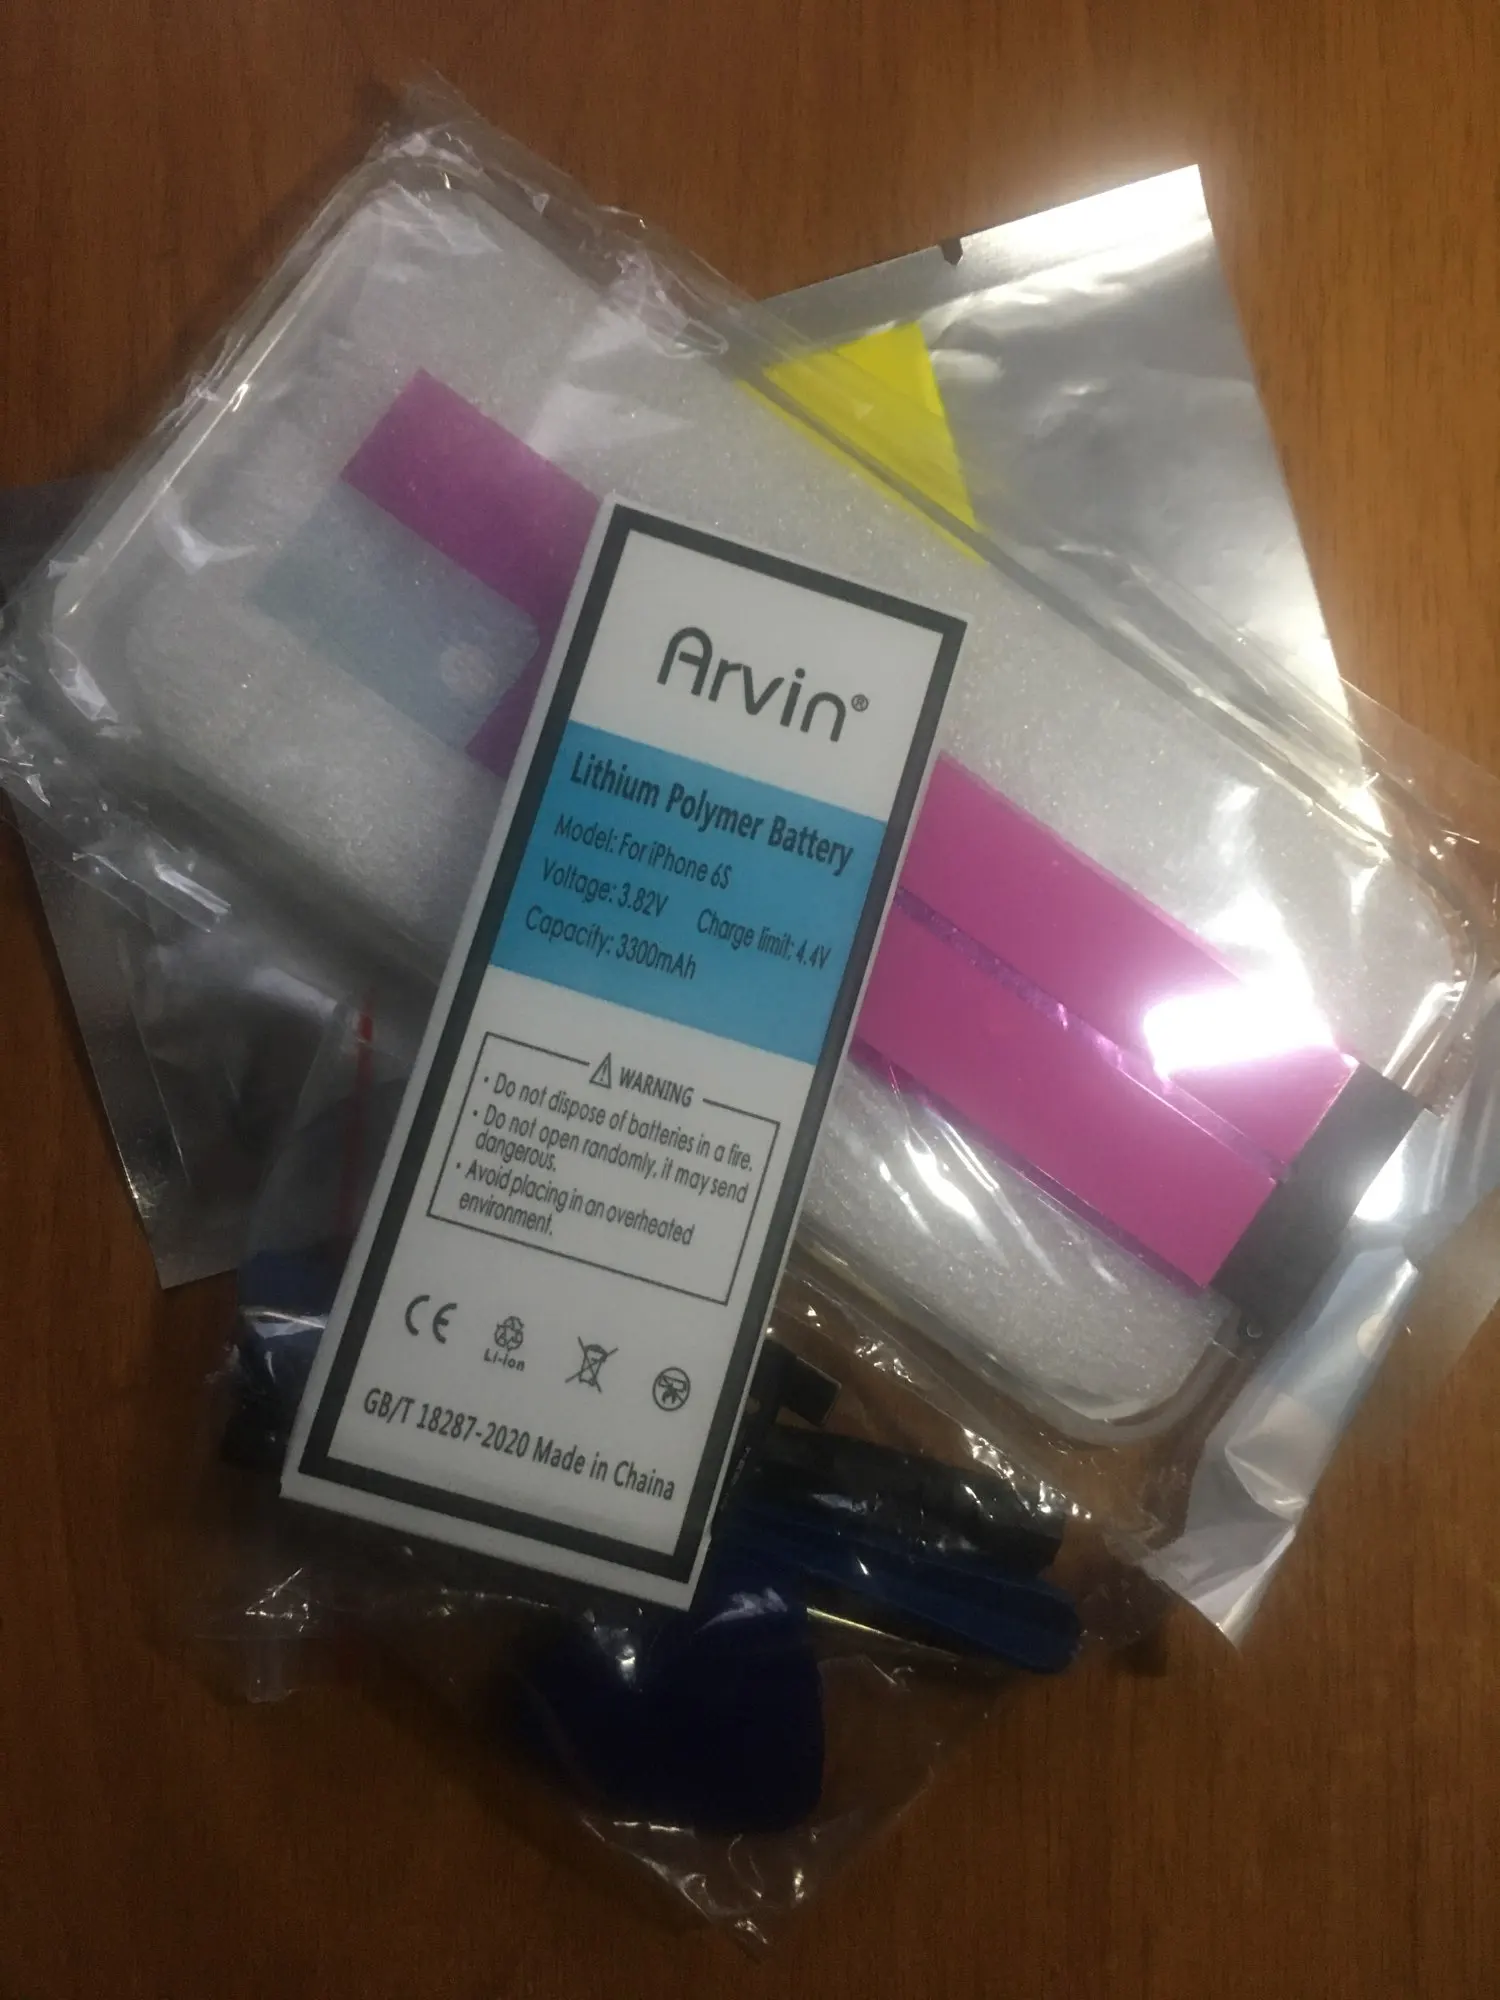 Arvin®
Lithium Polymer Battery
Model: For iPhone 6S
Voltage: 3.82V Charge limit: 4.4V
Capacity: 3300mAh
WARNING
· Do not dispose of batteries in a fire.
· Do not open randomly, it may send
dangerous.
· Avoid placing in an overheated
environment.
CE
Li-ion
GB/T 18287-2020 Made in Chaina